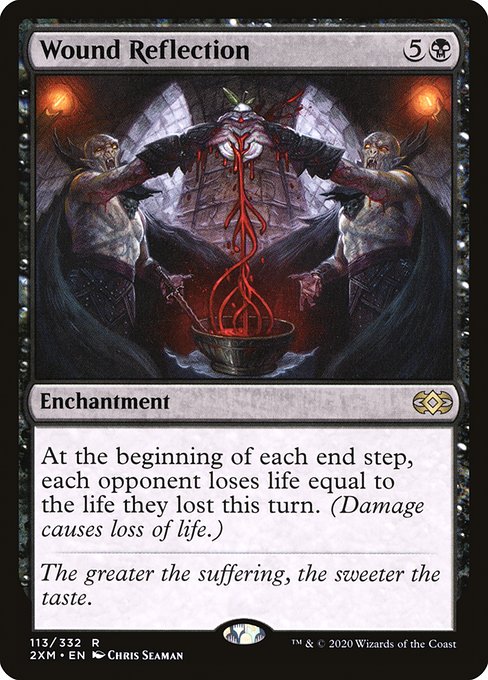 Wound Reflection 5
Enchantment
At the beginning of each end step,
each opponent loses life equal to
the life they lost this turn. (Damage
causes loss of life.)
The greater the suffering, the sweeter the
taste.
113/332 R
2XM • EN Chris Seaman
™ & © 2020 Wizards of the Coast